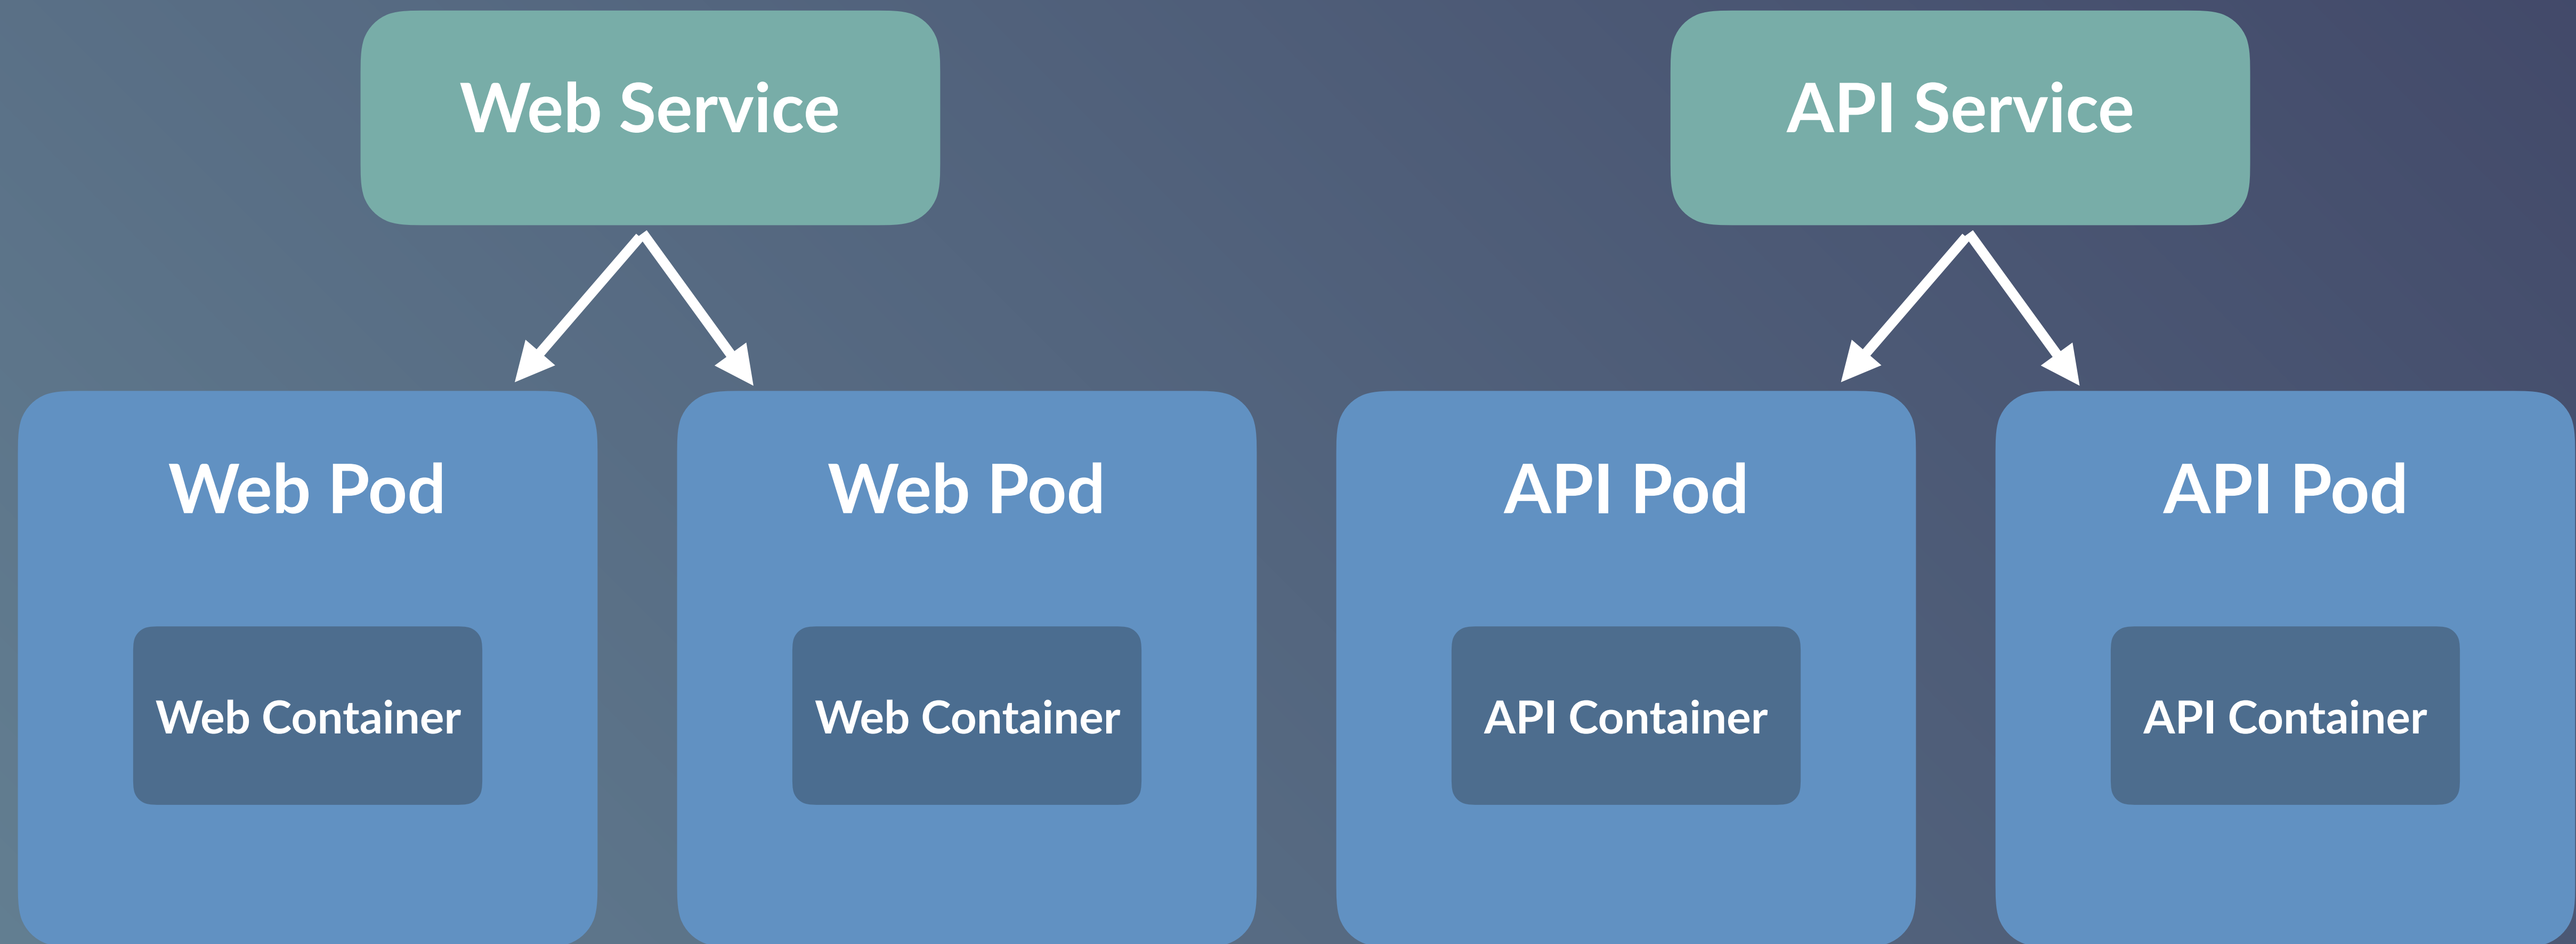 Web Service
API Service
Web Pod
Web Pod
API Pod
API Pod
Web Container
Web Container
API Container
API Container